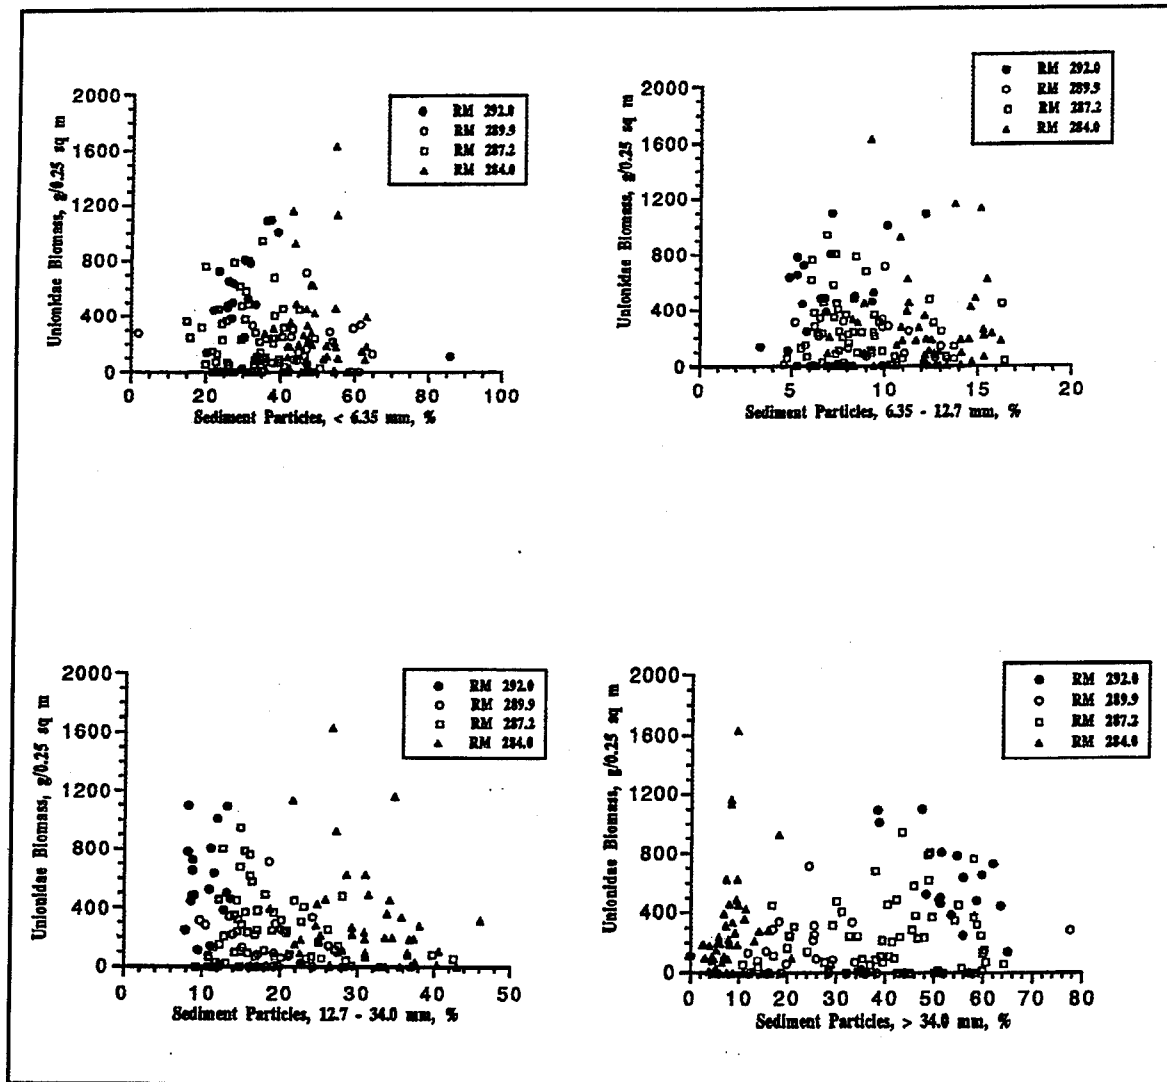 2000
1600
1200
800
400
0
Unionidae Biomass, g/0.25 sq m
RM 292.0
RM 289.9
RM 287.2
RM 284.0
0 20 40 60 80 100
Sediment Particles, < 6.35 mm, %
2000
1600
1200
800
400
0
Unionidae Biomass, g/0.25 sq m
RM 292.0
RM 289.9
RM 287.2
RM 284.0
0 5 10 15 20
Sediment Particles, 6.35 - 12.7 mm, %
2000
1600
1200
800
400
0
Unionidae Biomass, g/0.25 sq m
RM 292.0
RM 289.9
RM 287.2
RM 284.0
0 10 20 30 40 50
Sediment Particles, 12.7 - 34.0 mm, %
2000
1600
1200
800
400
0
Unionidae Biomass, g/0.25 sq m
RM 292.0
RM 289.9
RM 287.2
RM 284.0
0 10 20 30 40 50 60 70 80
Sediment Particles, > 34.0 mm, %